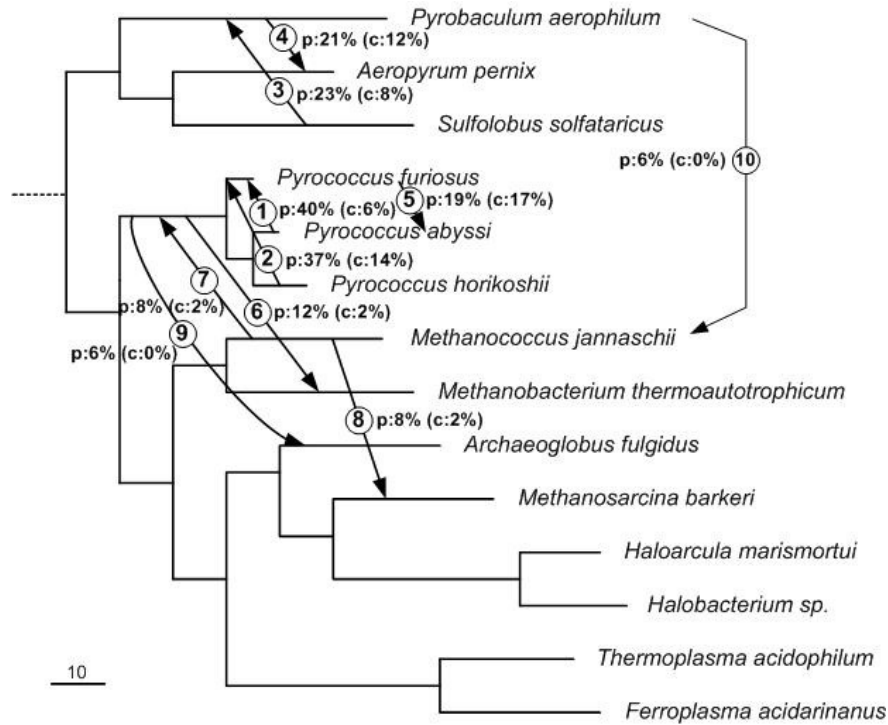 Pyrobaculum aerophilum
4 p:21% (c:12%)
Aeropyrum pernix
3 p:23% (c:8%)
Sulfolobus solfataricus
p:6% (c:0%) 10
Pyrococcus furiosus
1 p:40% (c:6%)
5 p:19% (c:17%)
Pyrococcus abyssi
2 p:37% (c:14%)
Pyrococcus horikoshii
7
p:8% (c:2%)
6 p:12% (c:2%)
9
p:6% (c:0%)
Methanococcus jannaschii
Methanobacterium thermoautotrophicum
8 p:8% (c:2%)
Archaeoglobus fulgidus
Methanosarcina barkeri
Haloarcula marismortui
Halobacterium sp.
Thermoplasma acidophilum
10
Ferroplasma acidarinanus